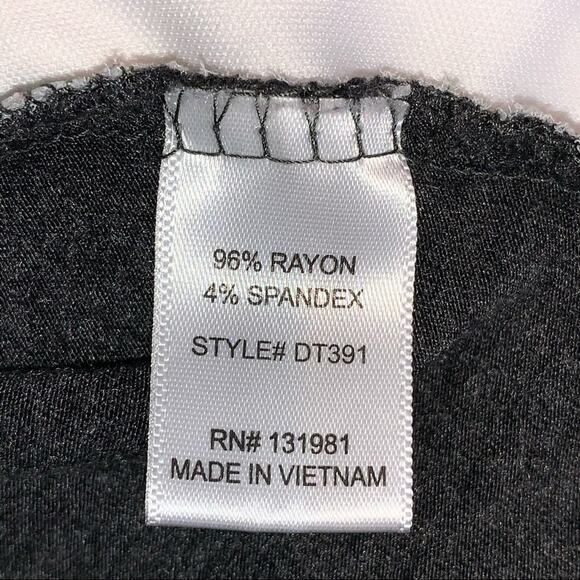 96% RAYON
4% SPANDEX
STYLE# DT391
RN# 131981
MADE IN VIETNAM